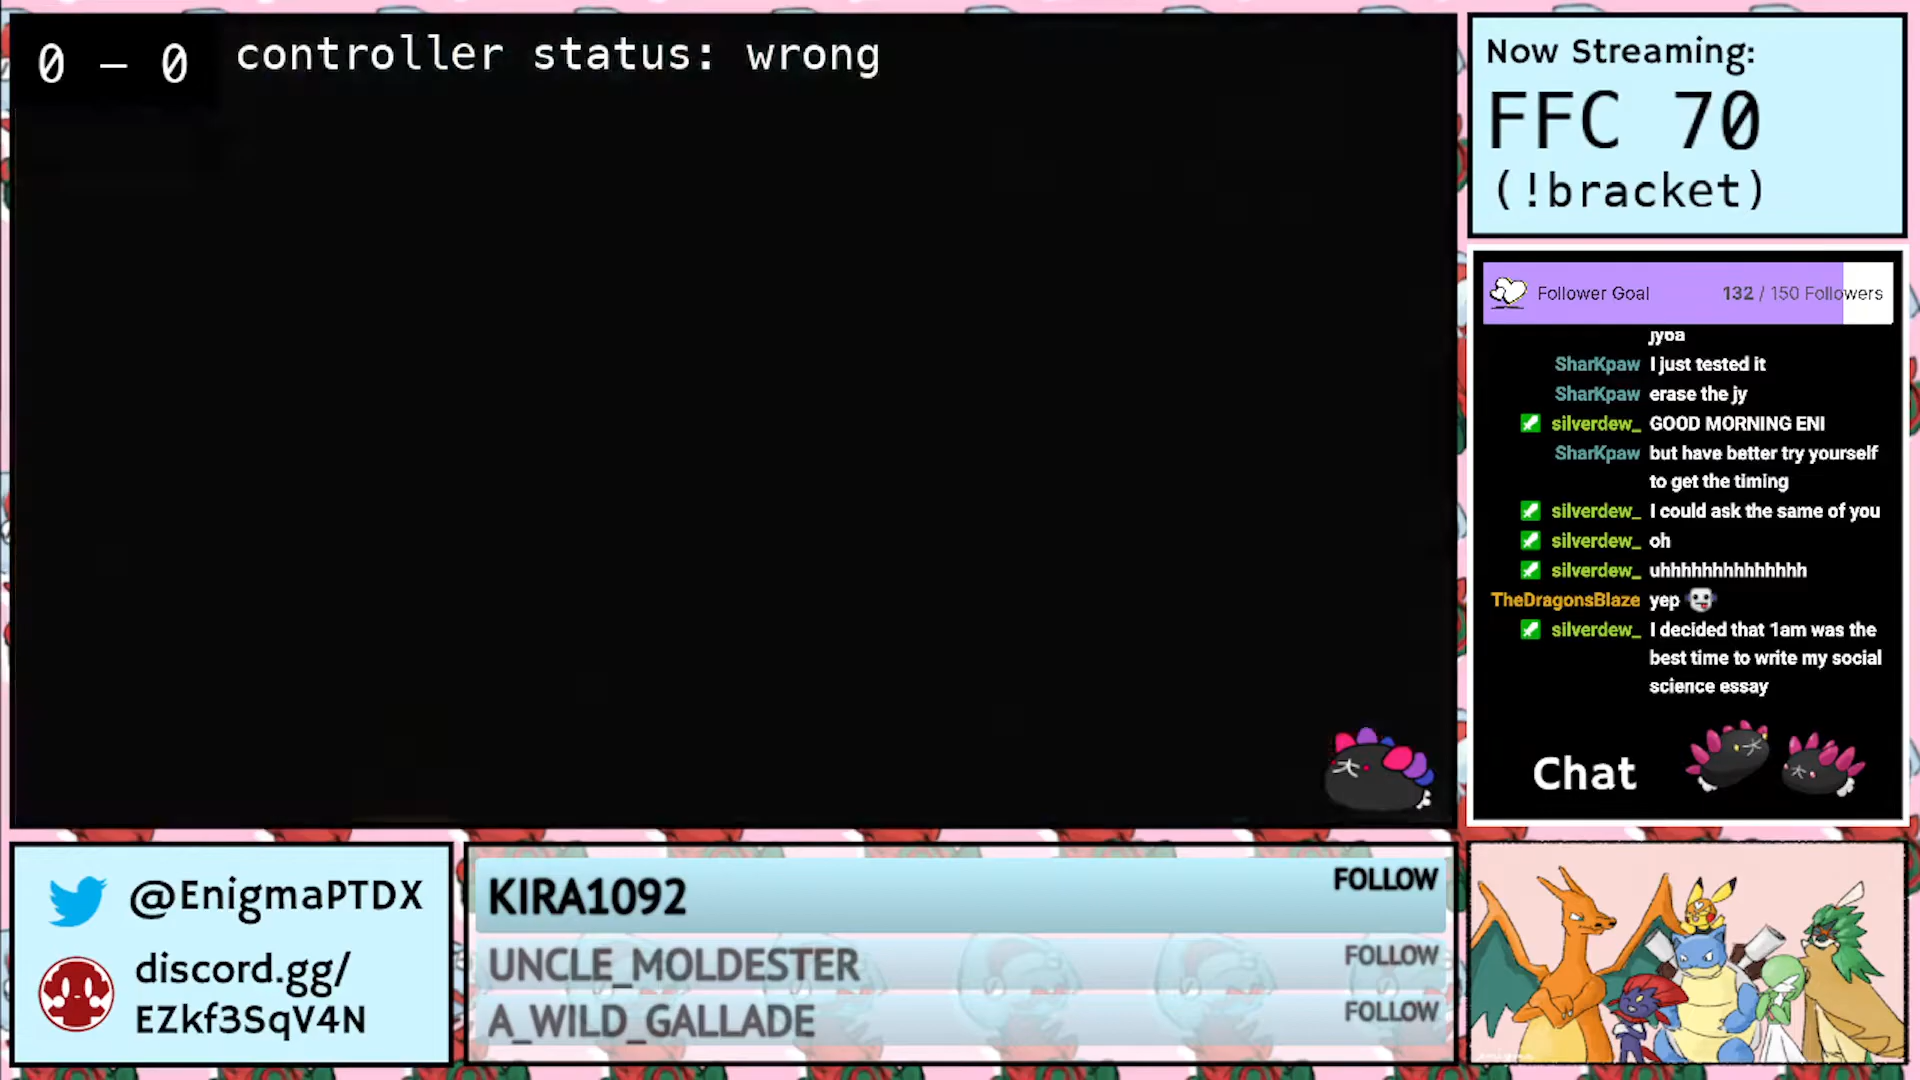 0 – 0
controller status: wrong
Now Streaming:
FFC 70
(!bracket)
Follower Goal 132 / 150 Followers
SharKpaw I just tested it
SharKpaw erase the jy
silverdew_ GOOD MORNING ENI
SharKpaw but have better try yourself
to get the timing
silverdew_ I could ask the same of you
silverdew_ oh
silverdew_ uhhhhhhhhhhhhhh
TheDragonsBlaze yep
silverdew_ I decided that 1am was the
best time to write my social
science essay
Chat
@EnigmaPTDX
discord.gg/
EZkf3SqV4N
KIRA1092 FOLLOW
UNCLE_MOLDESTER FOLLOW
A_WILD_GALLADE FOLLOW